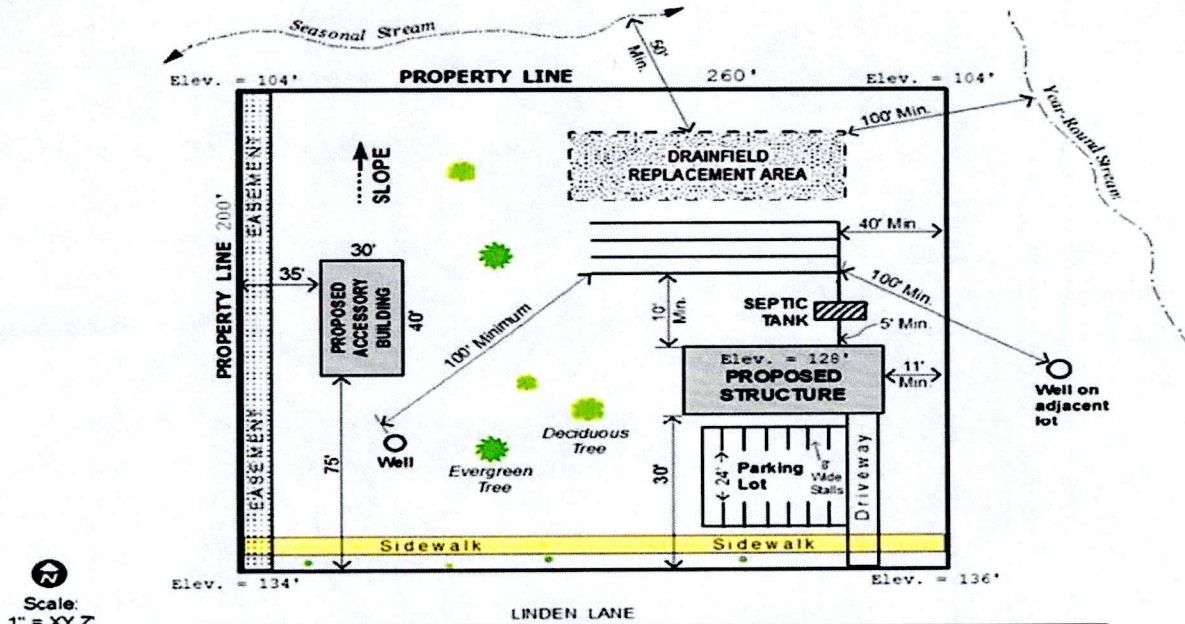 Seasonal Stream
50' Min.
Elev. = 104'
PROPERTY LINE
260'
Elev. = 104'
100' Min.
Year-Round Stream
EASEMENT
SLOPE
DRAINFIELD
REPLACEMENT AREA
PROPERTY LINE 200'
30'
35'
PROPOSED
ACCESSORY
BUILDING
40'
40' Min.
100' Minimum
10' Min.
SEPTIC
TANK
100' Min.
5' Min.
Elev. = 128'
PROPOSED
STRUCTURE
11'
Min.
Well on
adjacent
lot
EASEMENT
75'
Well
Deciduous
Tree
Evergreen
Tree
30'
24'
Parking
Lot
8'
Wide
Stalls
Driveway
Sidewalk
Sidewalk
N
Elev. = 134'
Elev. = 136'
Scale:
1" = XY Z'
LINDEN LANE